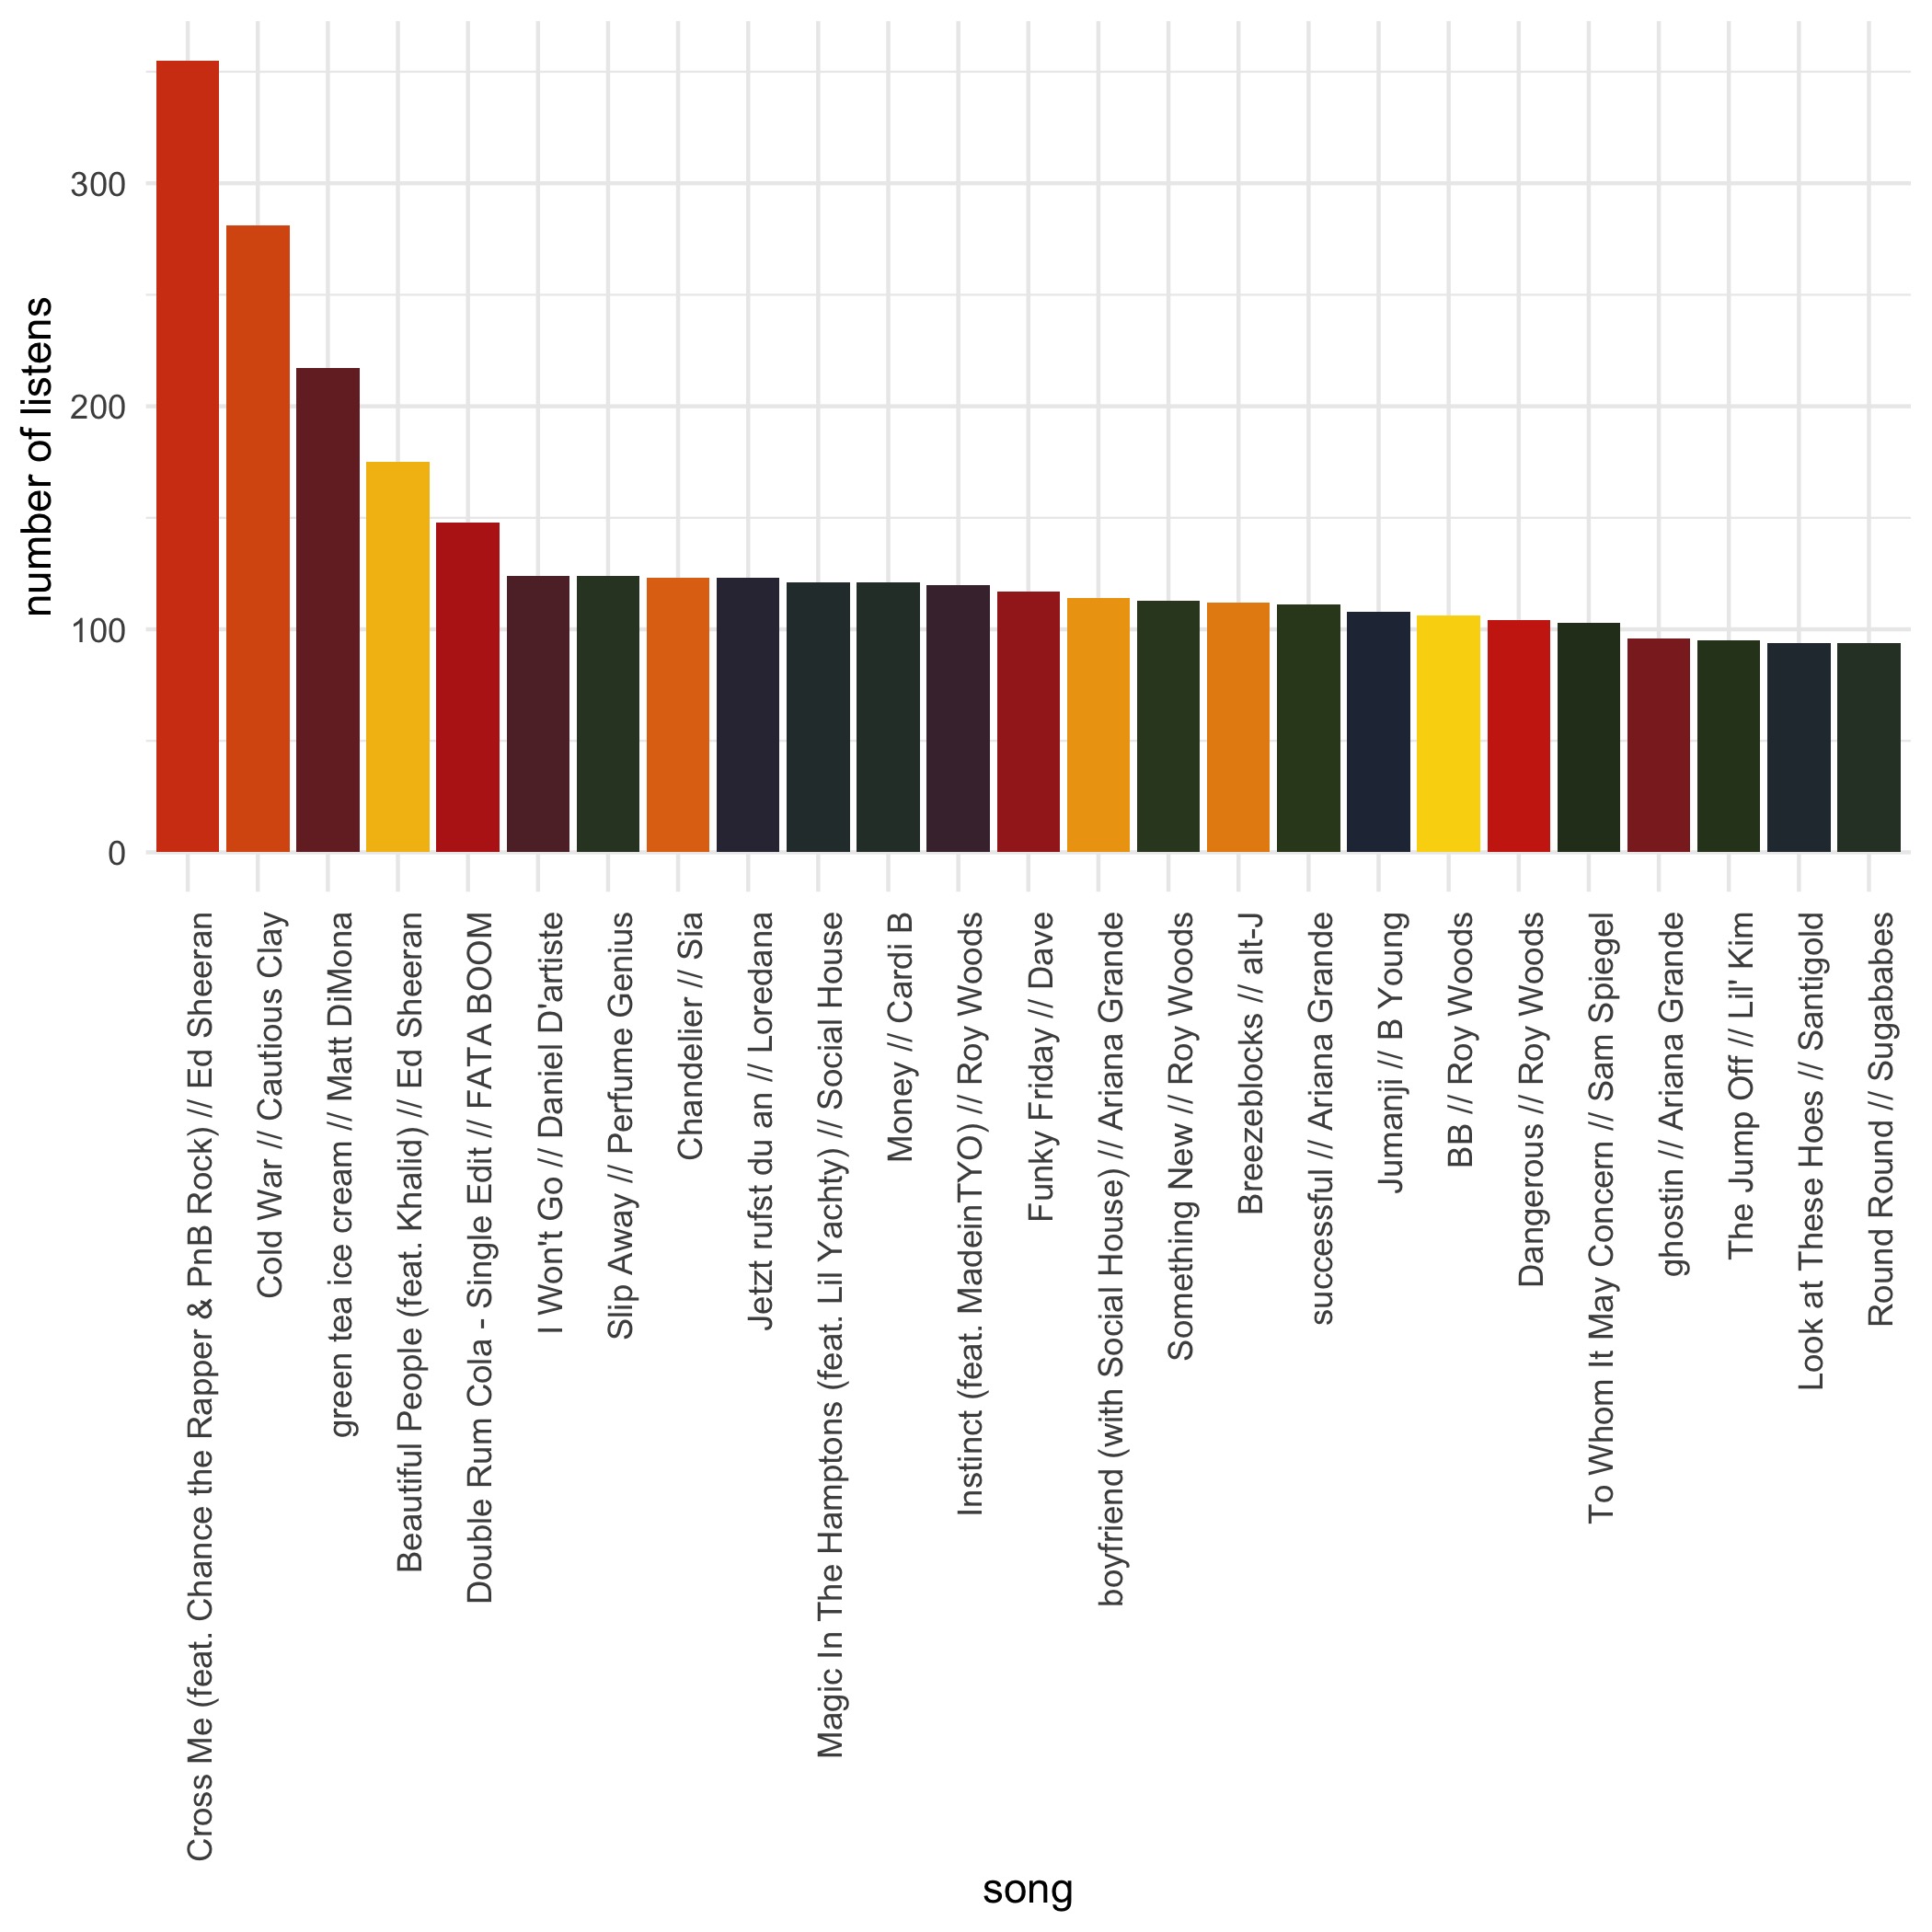 number of listens
300
200
100
0
Cross Me (feat. Chance the Rapper & PnB Rock) // Ed Sheeran
Cold War // Cautious Clay
green tea ice cream // Matt DiMona
Beautiful People (feat. Khalid) // Ed Sheeran
Double Rum Cola - Single Edit // FATA BOOM
I Won't Go // Daniel D'artiste
Slip Away // Perfume Genius
Chandelier // Sia
Jetzt rufst du an // Loredana
Magic In The Hamptons (feat. Lil Yachty) // Social House
Money // Cardi B
Instinct (feat. MadeinTYO) // Roy Woods
Funky Friday // Dave
boyfriend (with Social House) // Ariana Grande
Something New // Roy Woods
Breezeblocks // alt-J
successful // Ariana Grande
Jumanji // B Young
BB // Roy Woods
Dangerous // Roy Woods
To Whom It May Concern // Sam Spiegel
ghostin // Ariana Grande
The Jump Off // Lil' Kim
Look at These Hoes // Santigold
Round Round // Sugababes
song